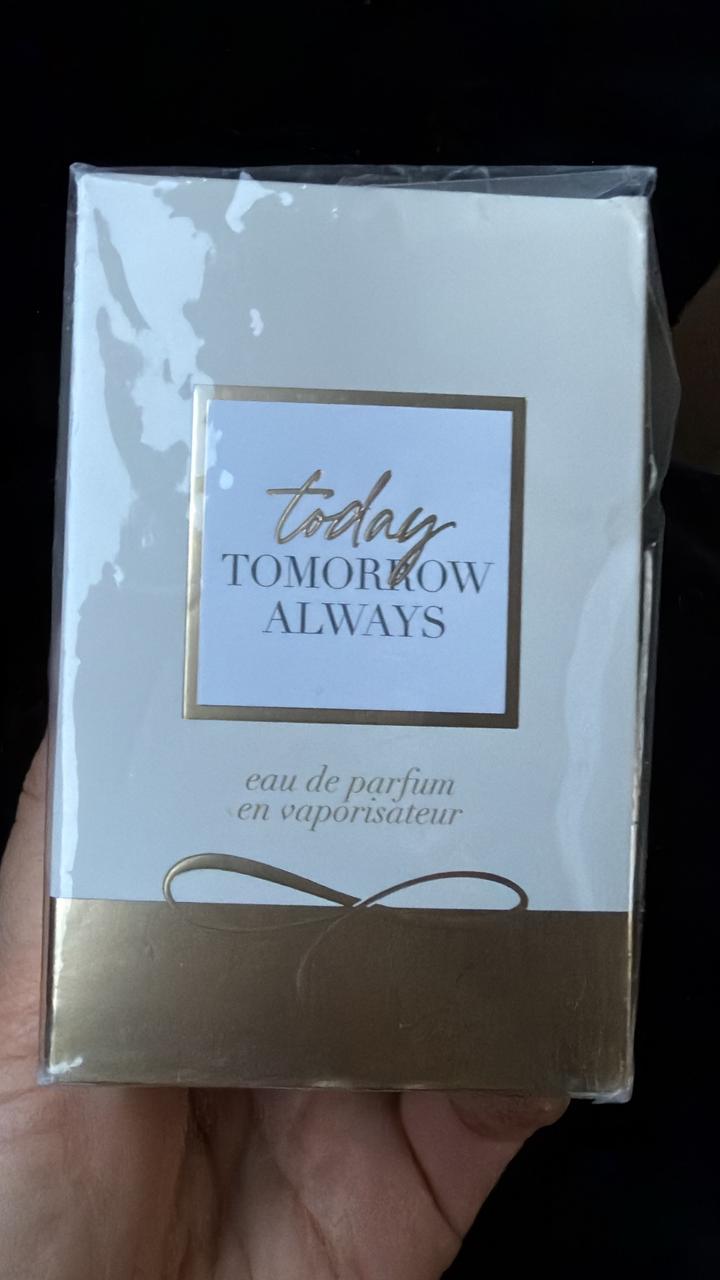 today
TOMORROW
ALWAYS
eau de parfum
en vaporisateur